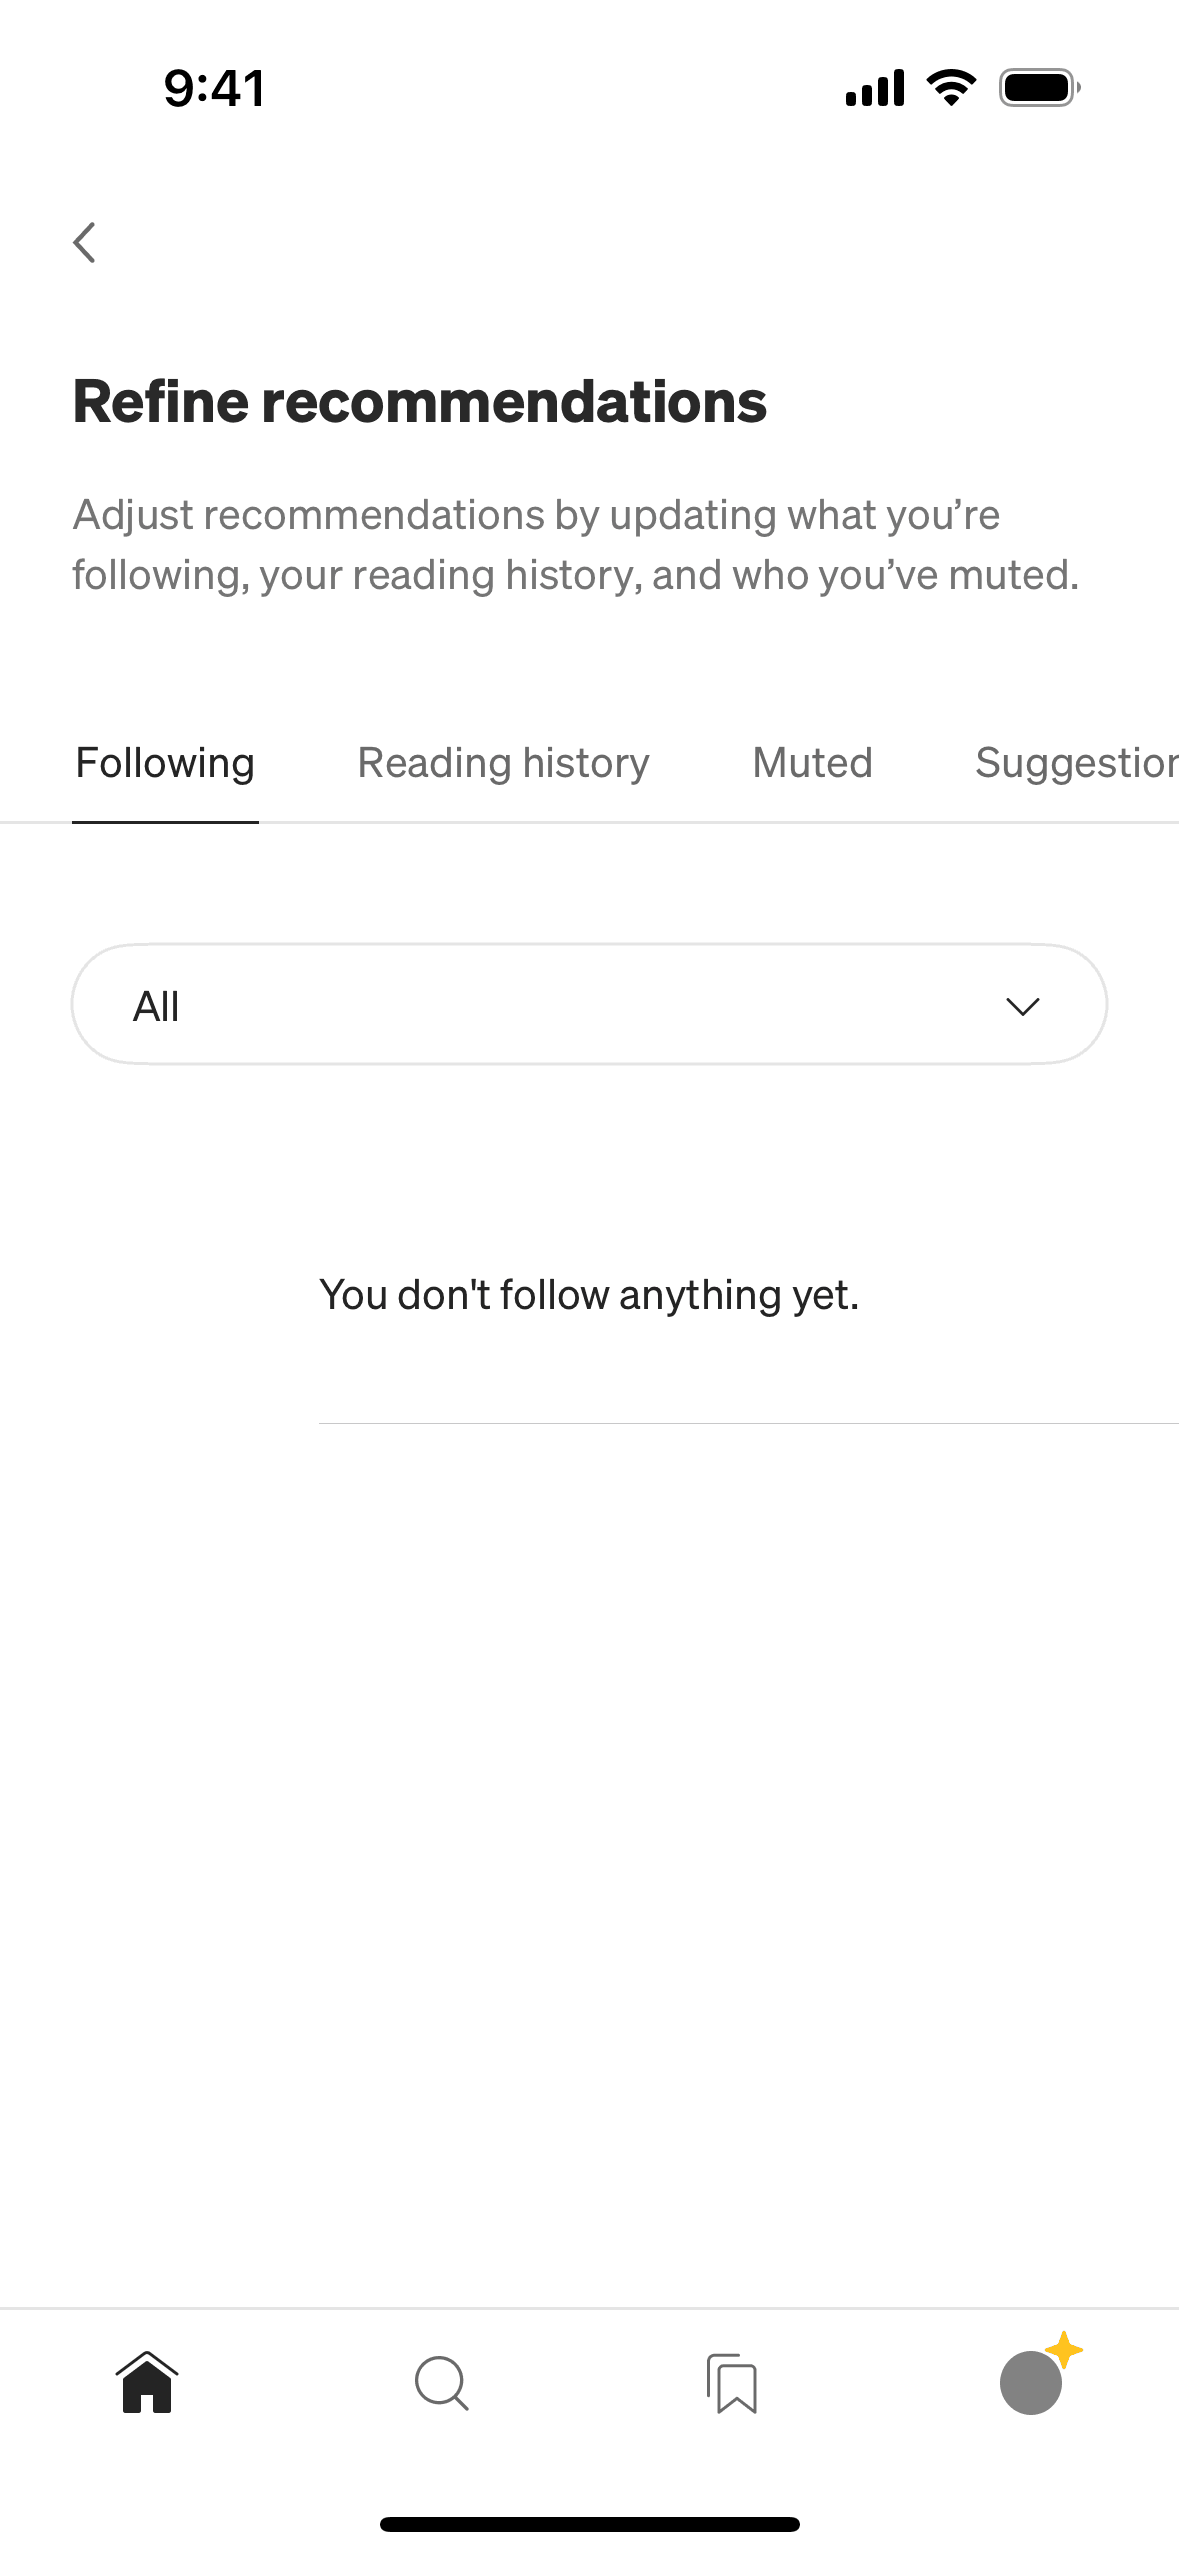 9:41
Refine recommendations
Adjust recommendations by updating what you’re
following, your reading history, and who you’ve muted.
Following Reading history Muted Suggestion
All
You don't follow anything yet.